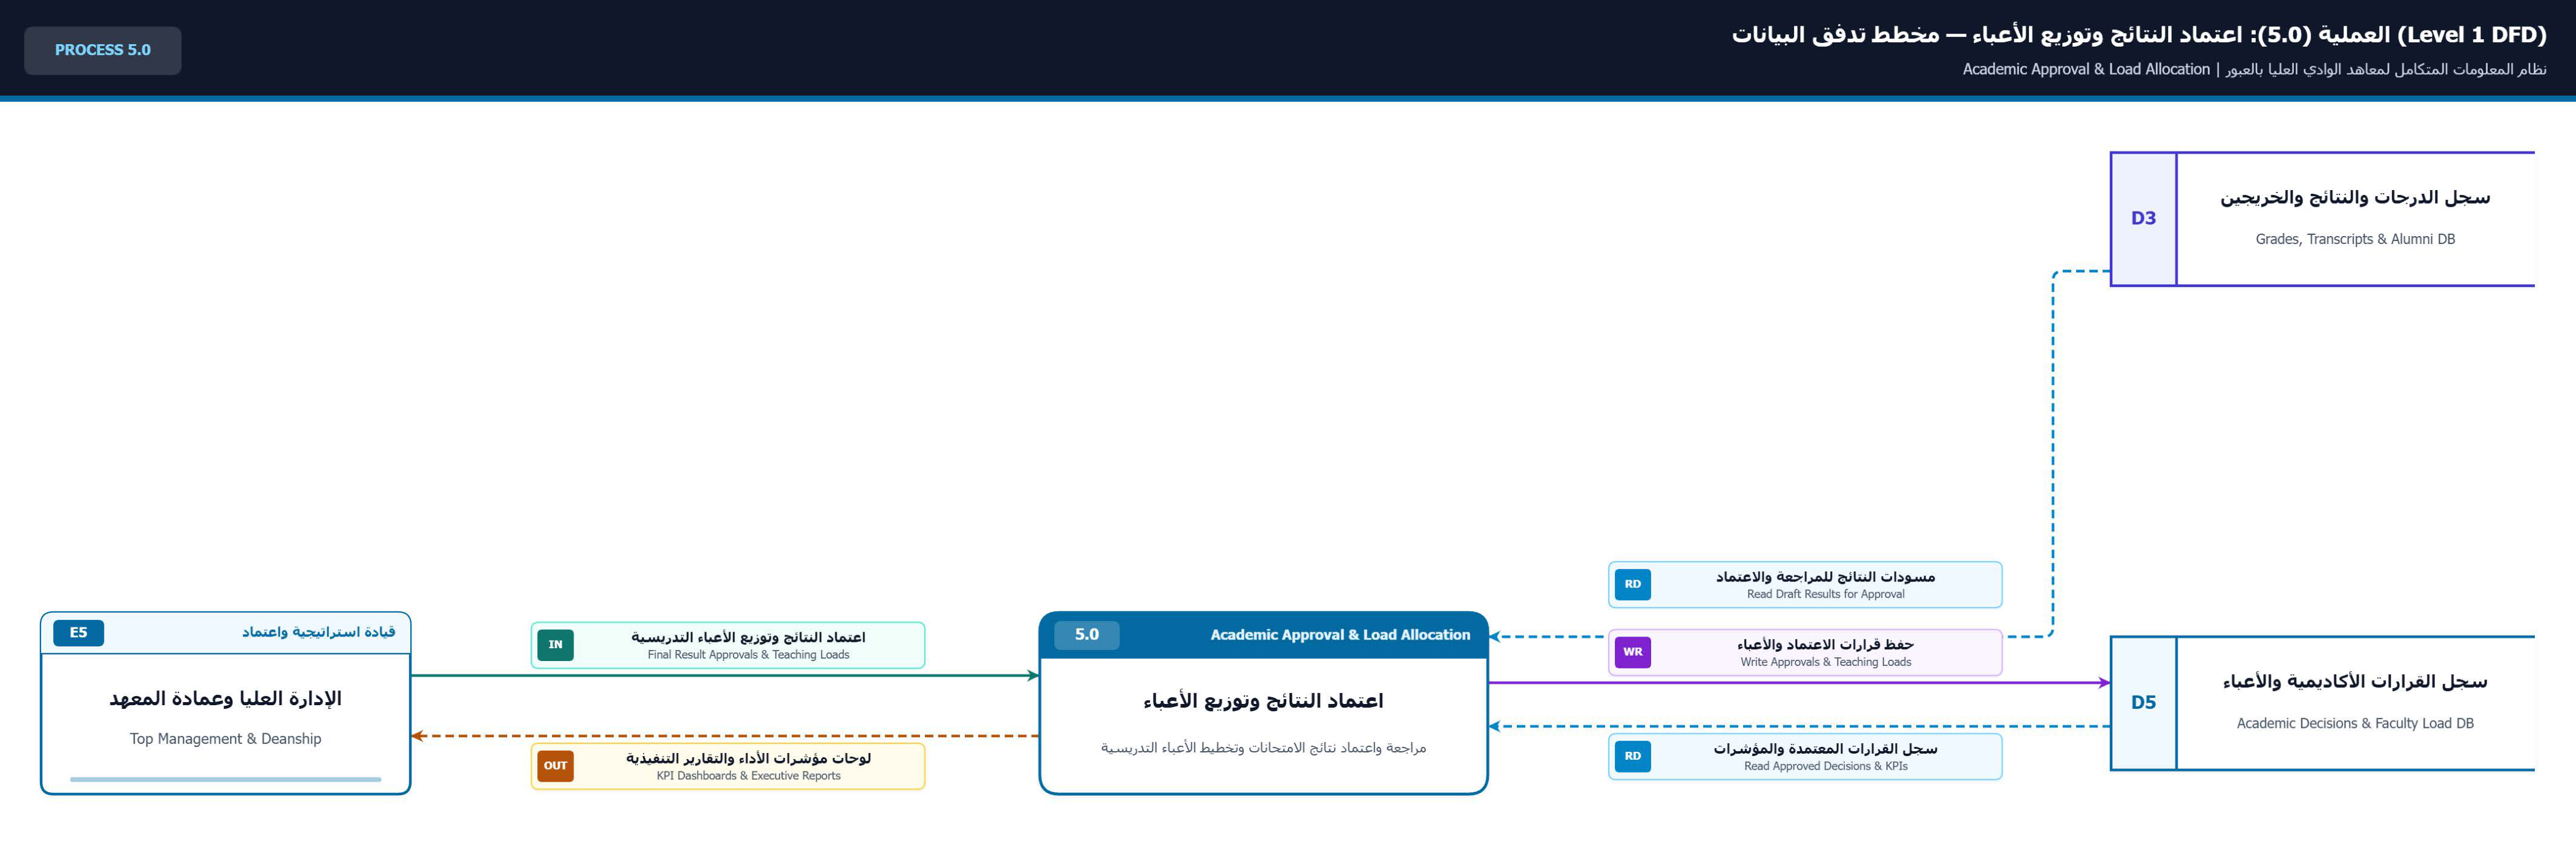 (Level 1 DFD) العملية (5.0): اعتماد النتائج وتوزيع الأعباء — مخطط تدفق البيانات
نظام المعلومات المتكامل لمعاهد الوادي العليا بالعبور | Academic Approval & Load Allocation
PROCESS 5.0
D3
سجل الدرجات والنتائج والخريجين
Grades, Transcripts & Alumni DB
E5
قيادة استراتيجية واعتماد
الإدارة العليا وعمادة المعهد
Top Management & Deanship
IN
اعتماد النتائج وتوزيع الأعباء التدريسية
Final Result Approvals & Teaching Loads
OUT
لوحات مؤشرات الأداء والتقارير التنفيذية
KPI Dashboards & Executive Reports
5.0
Academic Approval & Load Allocation
اعتماد النتائج وتوزيع الأعباء
مراجعة واعتماد نتائج الامتحانات وتخطيط الأعباء التدريسية
RD
مسودات النتائج للمراجعة والاعتماد
Read Draft Results for Approval
WR
حفظ قرارات الاعتماد والأعباء
Write Approvals & Teaching Loads
RD
سجل القرارات المعتمدة والمؤشرات
Read Approved Decisions & KPIs
D5
سجل القرارات الأكاديمية والأعباء
Academic Decisions & Faculty Load DB